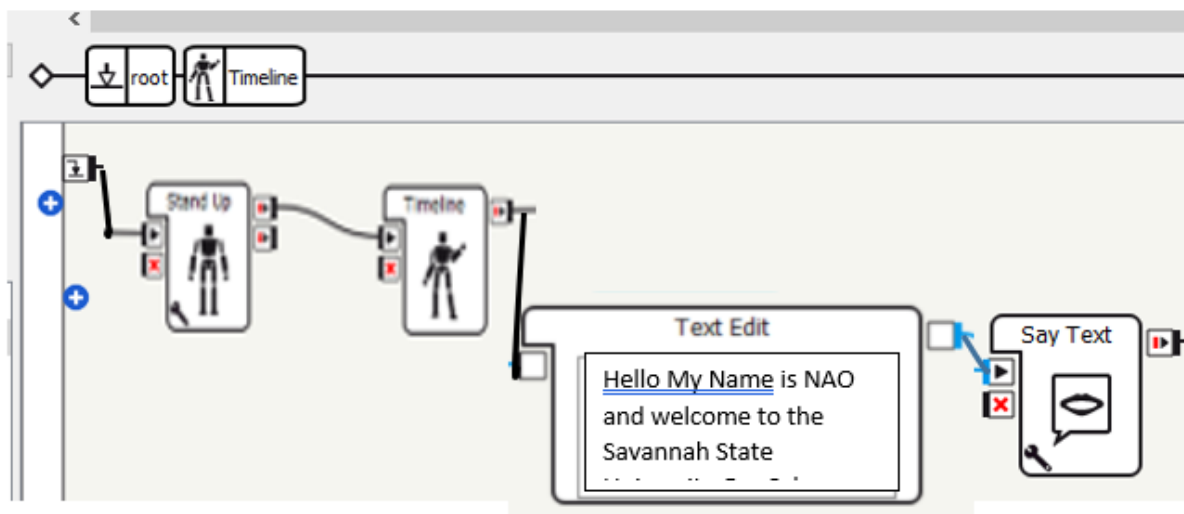 root
Timeline
Stand Up
Timeline
Text Edit
Say Text
Hello My Name is NAO
and welcome to the
Savannah State